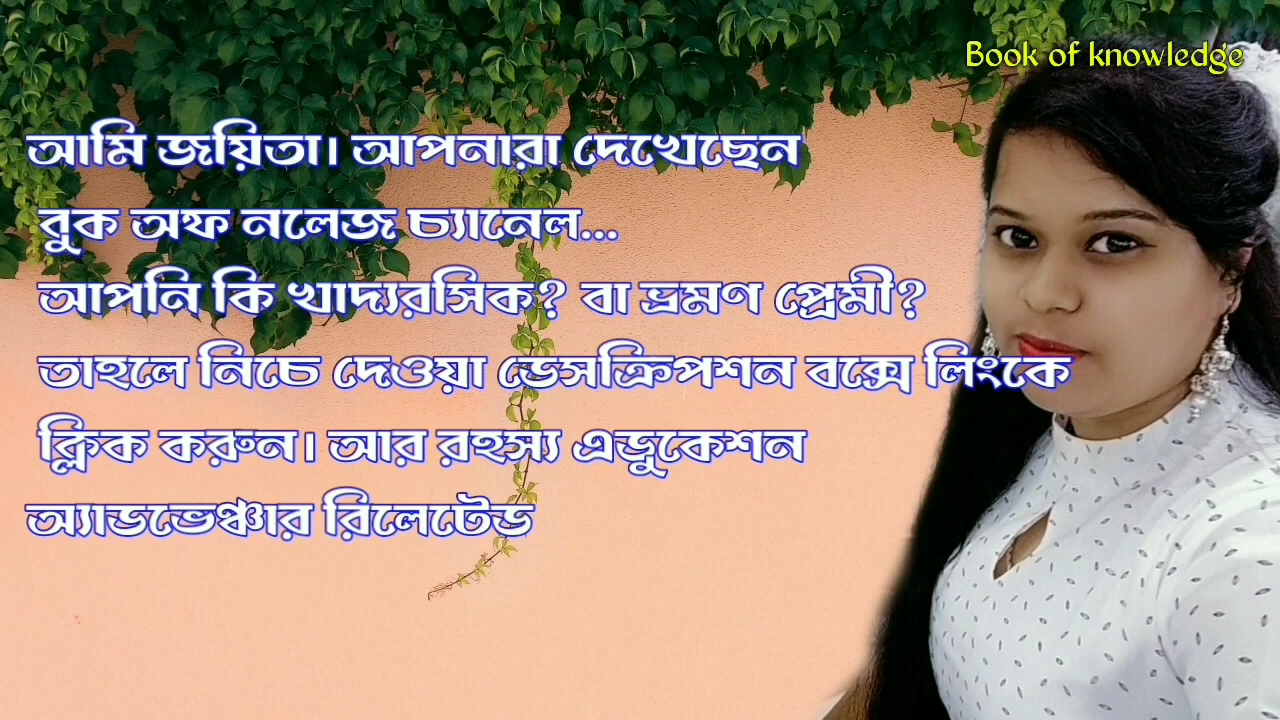 Book of knowledge
আমি জয়িতা। আপনারা দেখেছেন
বুক অফ নলেজ চ্যানেল...
আপনি কি খাদ্যরসিক? বা ভ্রমণ প্রেমী?
তাহলে নিচে দেওয়া ডেসক্রিপশন বক্সে লিংকে
ক্লিক করুন। আর রহস্য এডুকেশন
অ্যাডভেঞ্চার রিলেটেড